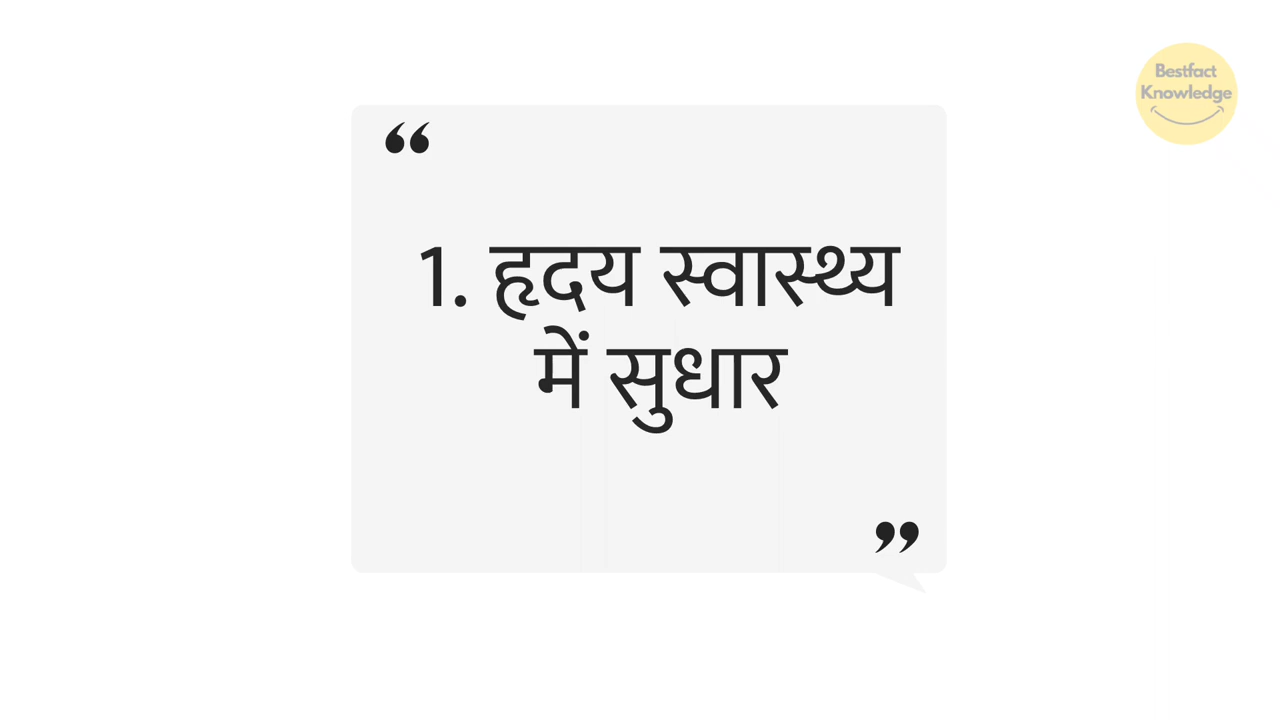 Bestfact
Knowledge
“
1. हृदय स्वास्थ्य
में सुधार
”